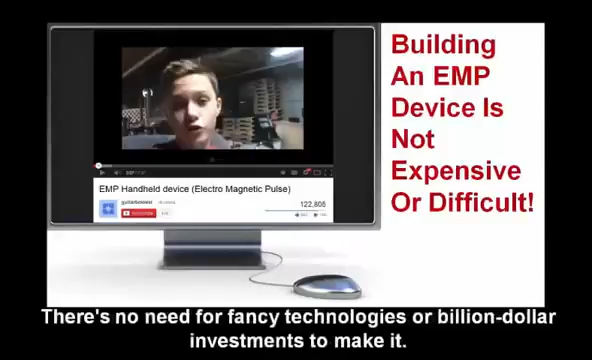 Building
An EMP
Device Is
Not
Expensive
Or Difficult!
EMP Handheld device (Electro Magnetic Pulse)
Subscribe
122,805
There's no need for fancy technologies or billion-dollar
investments to make it.